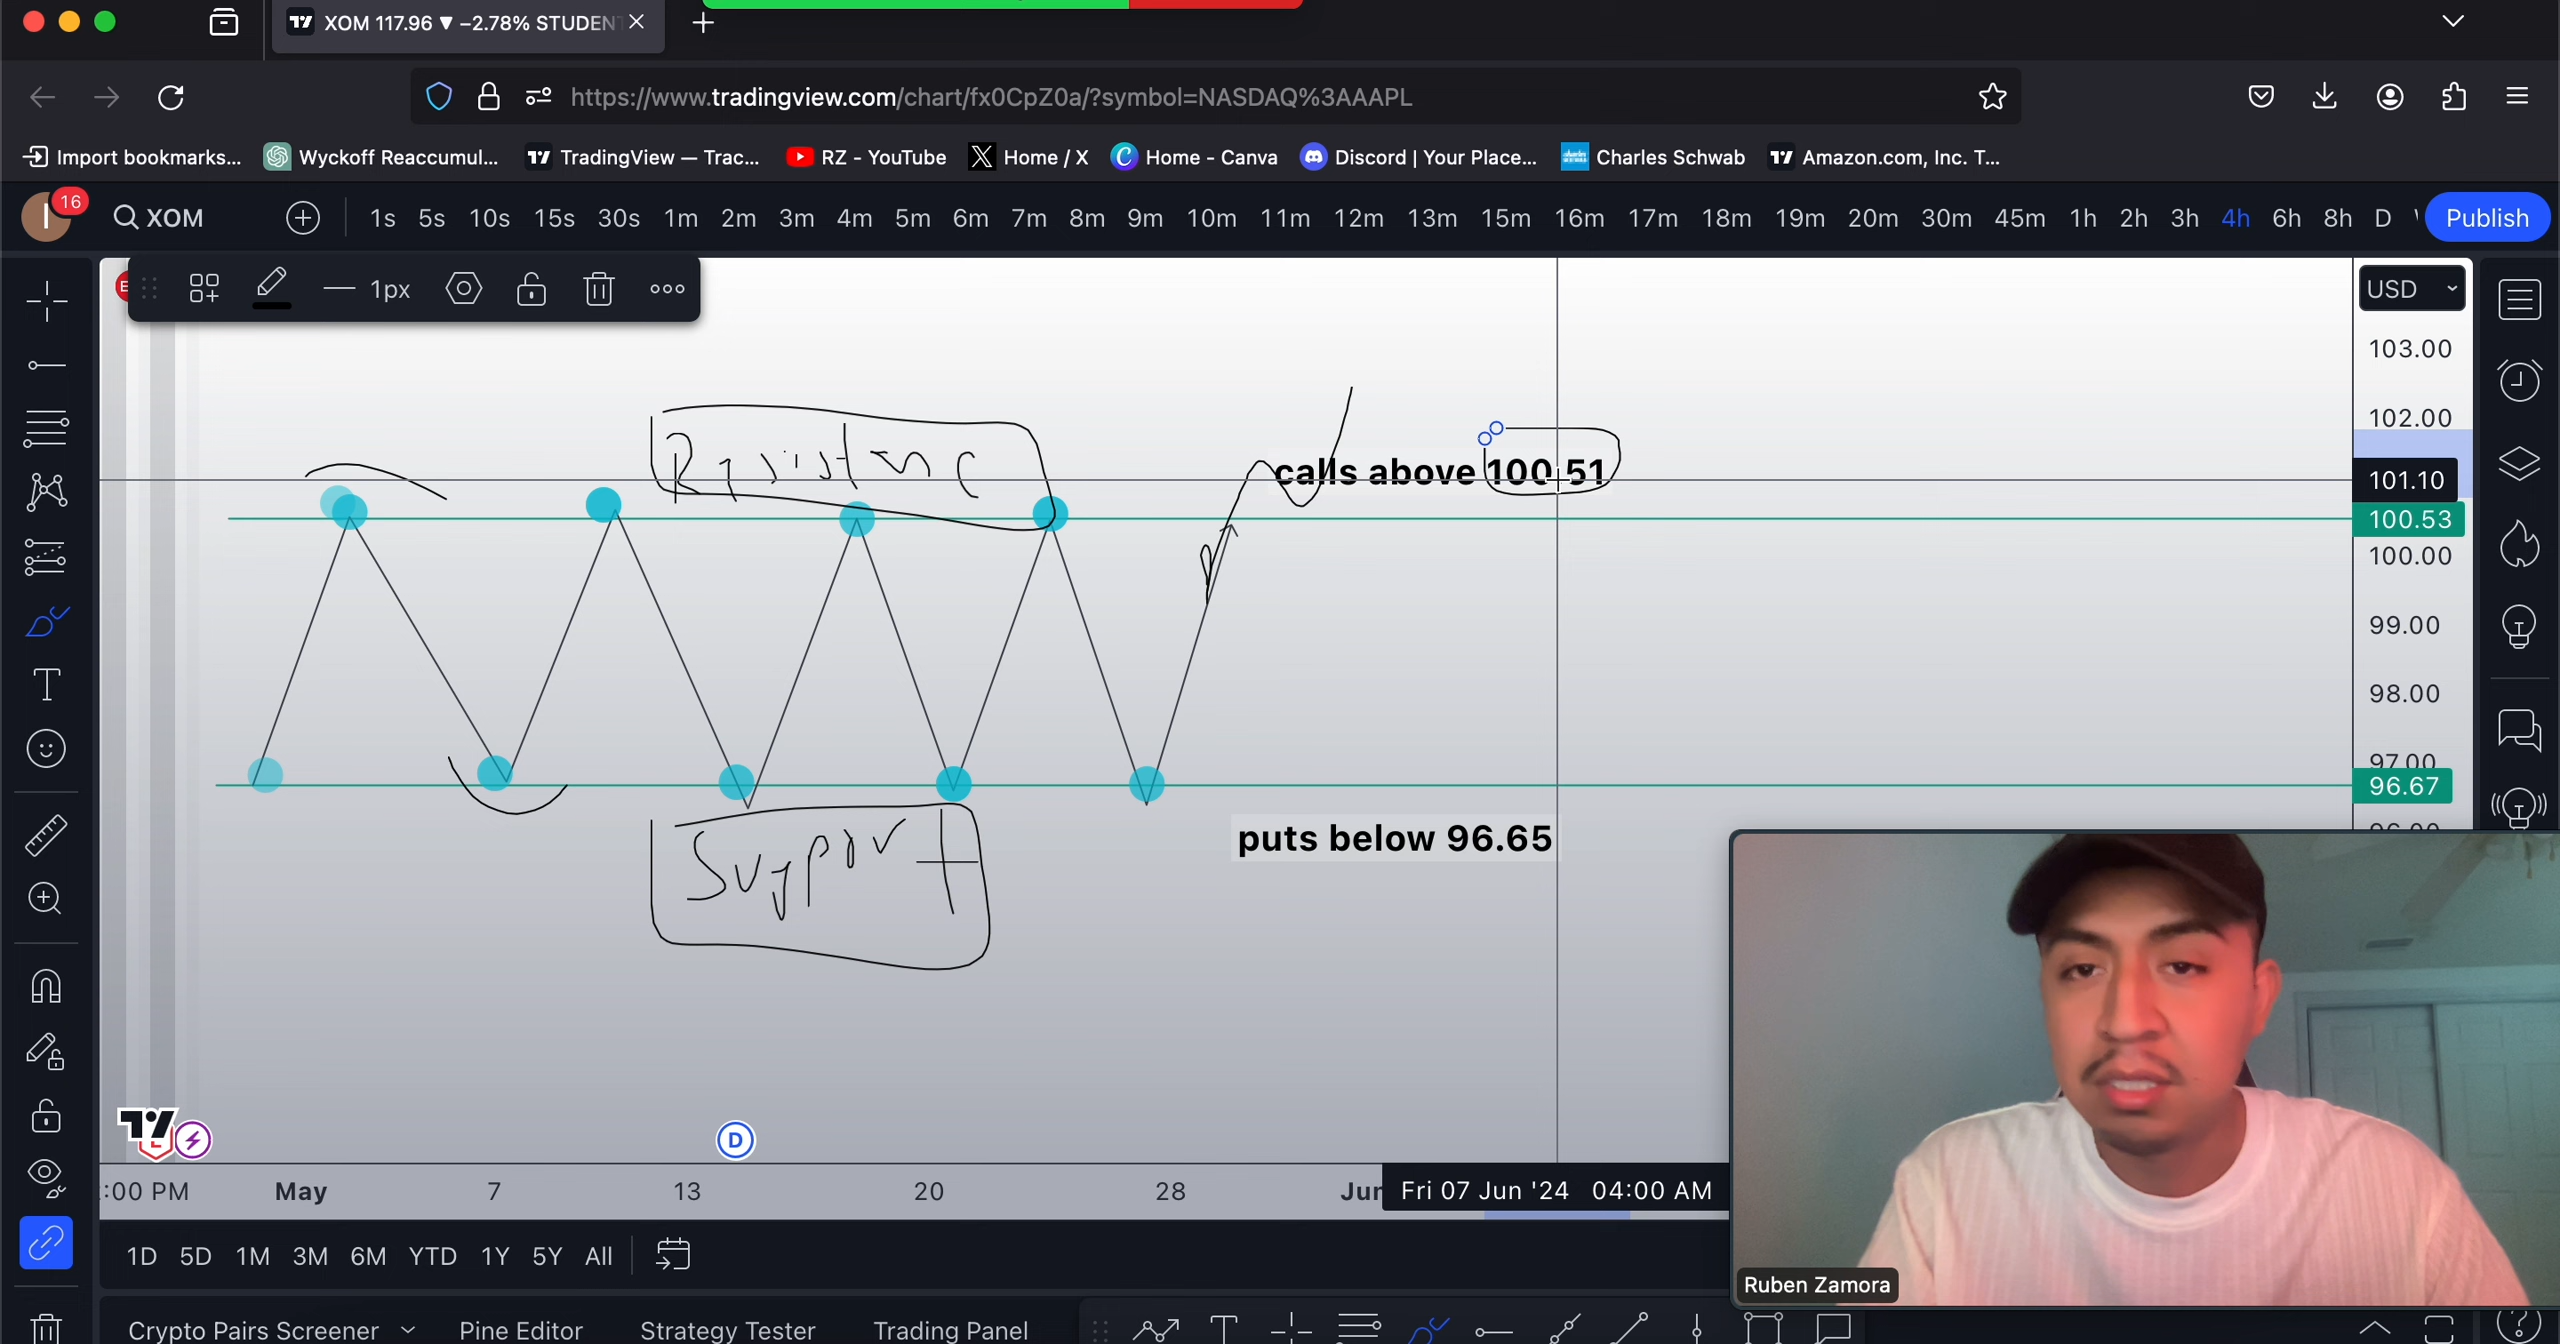 XOM 117.96 ▼ −2.78% STUDEN
https://www.tradingview.com/chart/fx0CpZ0a/?symbol=NASDAQ%3AAAPL
Import bookmarks... Wyckoff Reaccumul... TradingView — Trac... RZ - YouTube Home / X Home - Canva Discord | Your Place... Charles Schwab Amazon.com, Inc. T...
16 XOM 1s 5s 10s 15s 30s 1m 2m 3m 4m 5m 6m 7m 8m 9m 10m 11m 12m 13m 15m 16m 17m 18m 19m 20m 30m 45m 1h 2h 3h 4h 6h 8h D Publish
1px
USD
103.00
102.00
Resistanc
calls above 100.51
101.10
100.53
100.00
99.00
98.00
97.00
96.67
puts below 96.65
Support
D
:00 PM May 7 13 20 28 Jun Fri 07 Jun '24 04:00 AM
1D 5D 1M 3M 6M YTD 1Y 5Y All
Ruben Zamora
Crypto Pairs Screener Pine Editor Strategy Tester Trading Panel